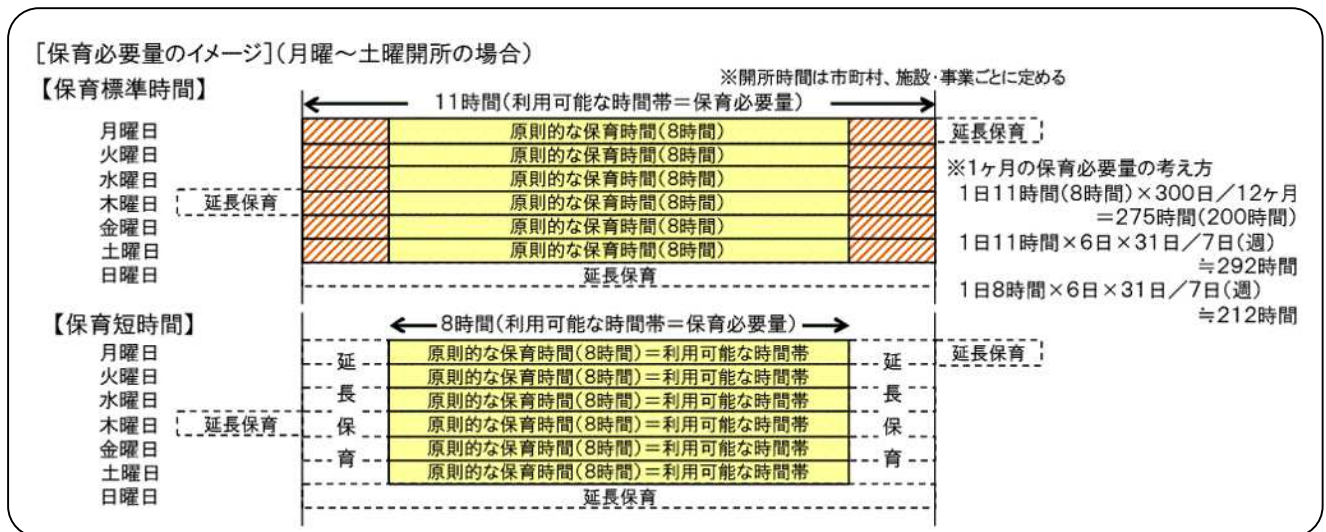 [保育必要量のイメージ](月曜～土曜開所の場合)
※開所時間は市町村、施設・事業ごとに定める
【保育標準時間】
11時間(利用可能な時間帯＝保育必要量)
月曜日 原則的な保育時間(8時間) 延長保育
火曜日 原則的な保育時間(8時間)
水曜日 原則的な保育時間(8時間)
木曜日 延長保育 原則的な保育時間(8時間)
金曜日 原則的な保育時間(8時間)
土曜日 原則的な保育時間(8時間)
日曜日 延長保育
※1ヶ月の保育必要量の考え方
1日11時間(8時間)×300日／12ヶ月
＝275時間(200時間)
1日11時間×6日×31日／7日(週)
≒292時間
1日8時間×6日×31日／7日(週)
≒212時間
【保育短時間】
8時間(利用可能な時間帯＝保育必要量)
月曜日 原則的な保育時間(8時間)＝利用可能な時間帯 延長保育
火曜日 原則的な保育時間(8時間)＝利用可能な時間帯
水曜日 原則的な保育時間(8時間)＝利用可能な時間帯
木曜日 延長保育 原則的な保育時間(8時間)＝利用可能な時間帯
金曜日 原則的な保育時間(8時間)＝利用可能な時間帯
土曜日 原則的な保育時間(8時間)＝利用可能な時間帯
日曜日 延長保育
延長保育
延長保育